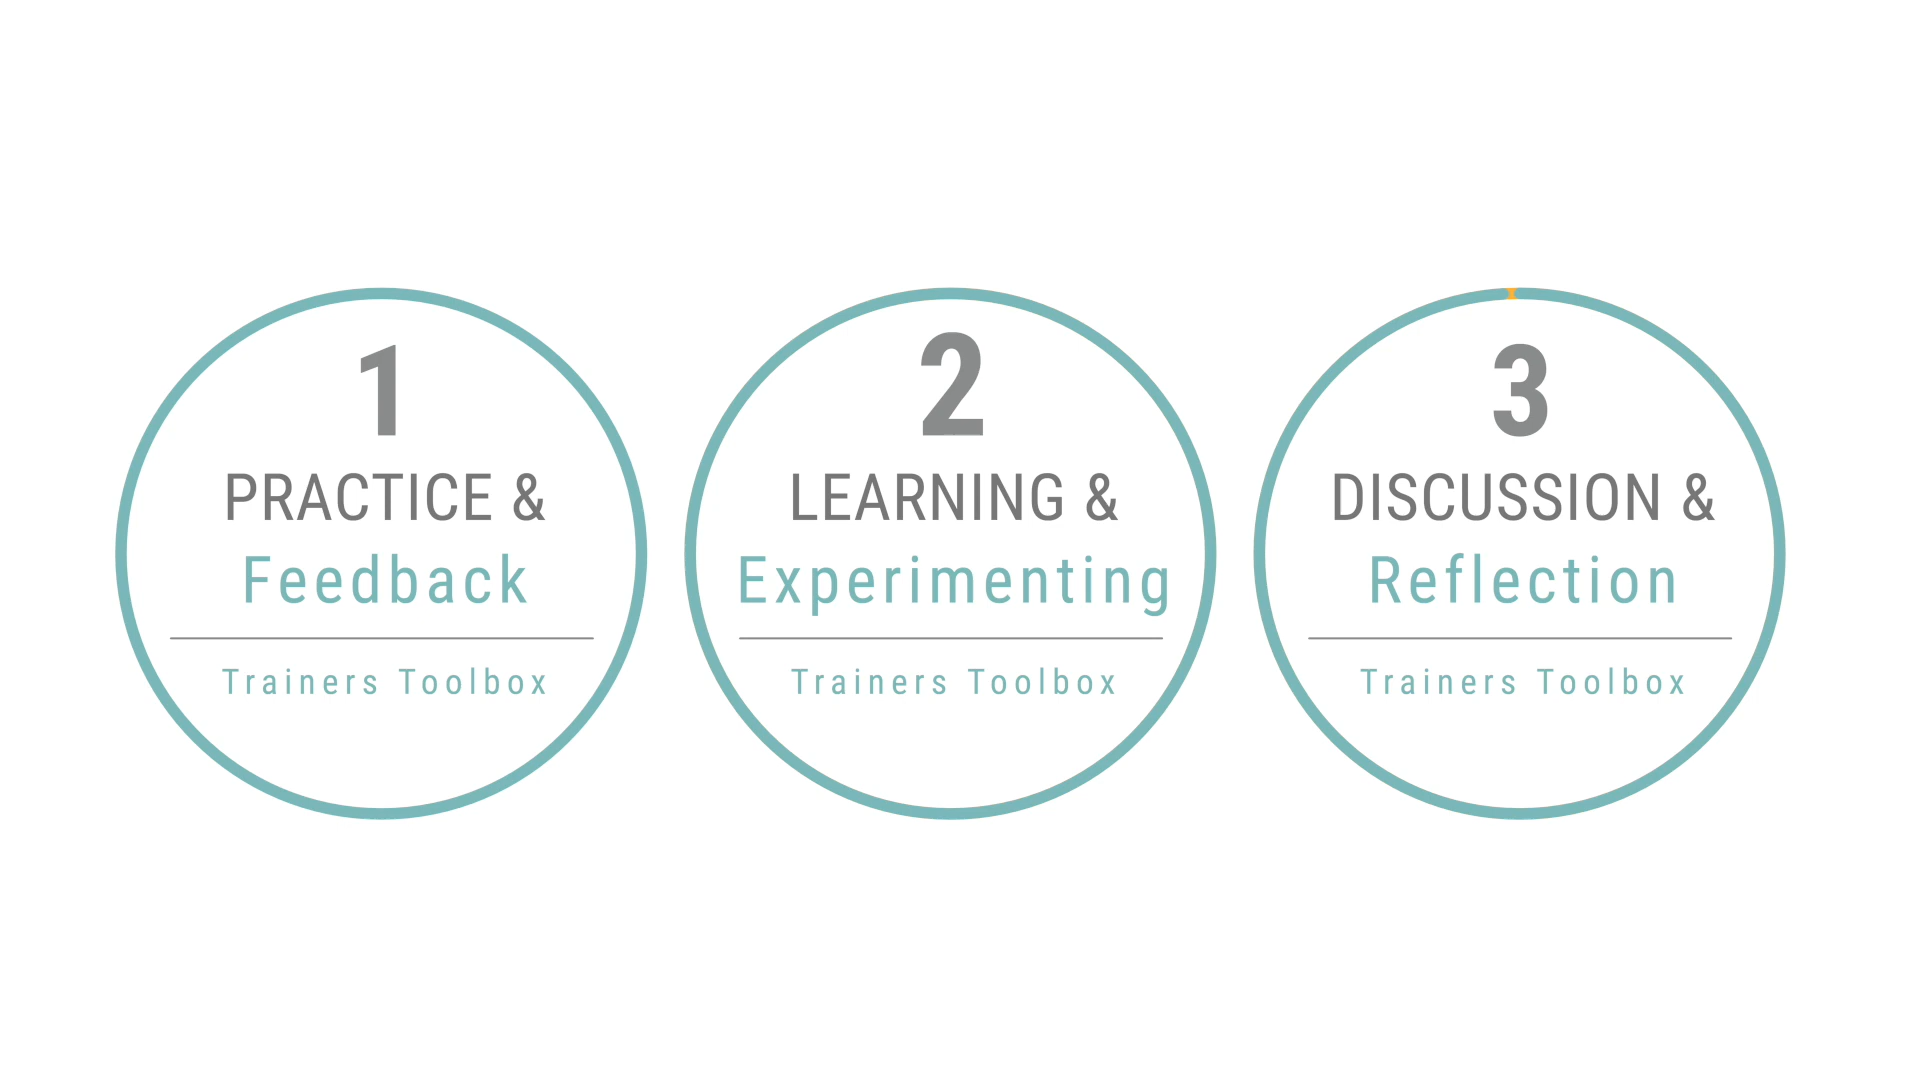 1
PRACTICE &
Feedback
Trainers Toolbox
2
LEARNING &
Experimenting
Trainers Toolbox
3
DISCUSSION &
Reflection
Trainers Toolbox